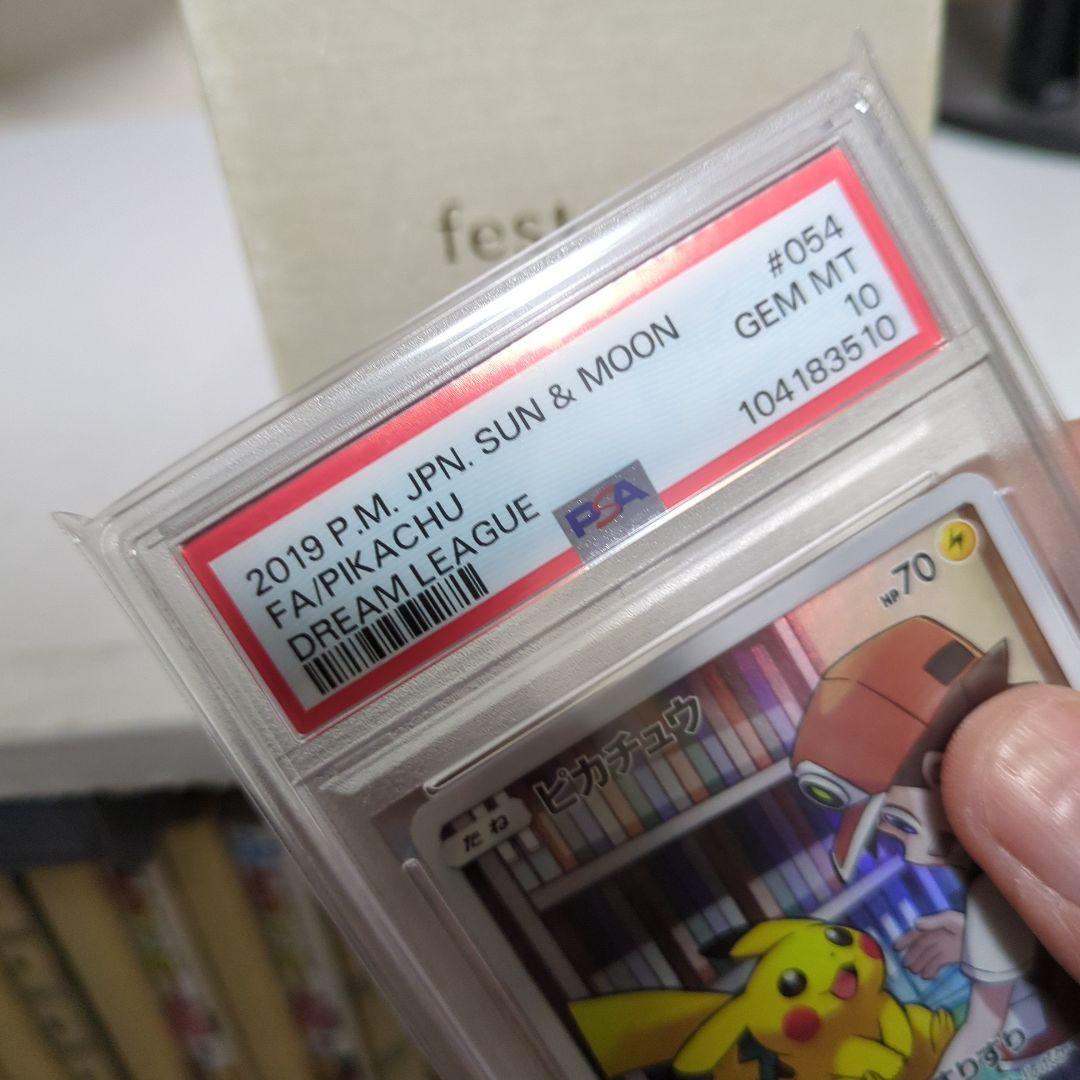 fest
2019 P.M. JPN. SUN & MOON
#054
FA/PIKACHU
GEM MT
DREAM LEAGUE
10
104183510
PSA
HP70
ピカチュウ
たね